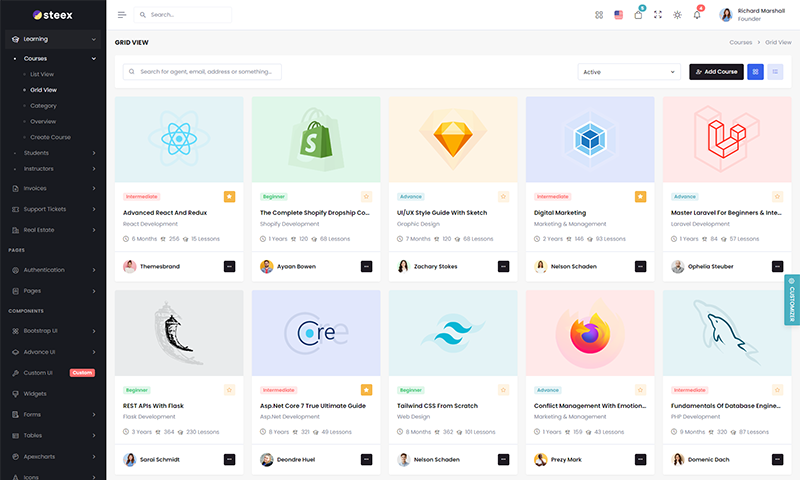 steex
Search...
5
4
Richard Marshall
Founder
Learning
Courses
List View
Grid View
Category
Overview
Create Course
Students
Instructors
Invoices
Support Tickets
Real Estate
PAGES
Authentication
Pages
COMPONENTS
Bootstrap UI
Advance UI
Custom UI
Custom
Widgets
Forms
Tables
Apexcharts
Icons
GRID VIEW
Courses > Grid View
Search for agent, email, address or something...
Active
Add Course
Intermediate
Advanced React And Redux
React Development
6 Months 256 15 Lessons
Themesbrand
Beginner
The Complete Shopify Dropship Co...
Shopify Development
1 Years 120 68 Lessons
Ayaan Bowen
Advance
UI/UX Style Guide With Sketch
Graphic Design
7 Months 120 68 Lessons
Zachary Stokes
Intermediate
Digital Marketing
Marketing & Management
2 Years 146 93 Lessons
Nelson Schaden
Advance
Master Laravel For Beginners & Inte...
Laravel Development
1 Years 84 57 Lessons
Ophelia Steuber
Beginner
REST APIs With Flask
Flask Development
3 Years 364 230 Lessons
Sarai Schmidt
Core
Intermediate
Asp.Net Core 7 True Ultimate Guide
Asp.Net Development
6 Years 321 49 Lessons
Deondre Huel
Beginner
Tailwind CSS From Scratch
Web Design
6 Months 362 101 Lessons
Nelson Schaden
Advance
Conflict Management With Emotion...
Marketing & Management
1 Years 159 43 Lessons
Prezy Mark
Intermediate
Fundamentals Of Database Engine...
PHP Development
9 Months 320 87 Lessons
Domenic Dach
CUSTOMIZER